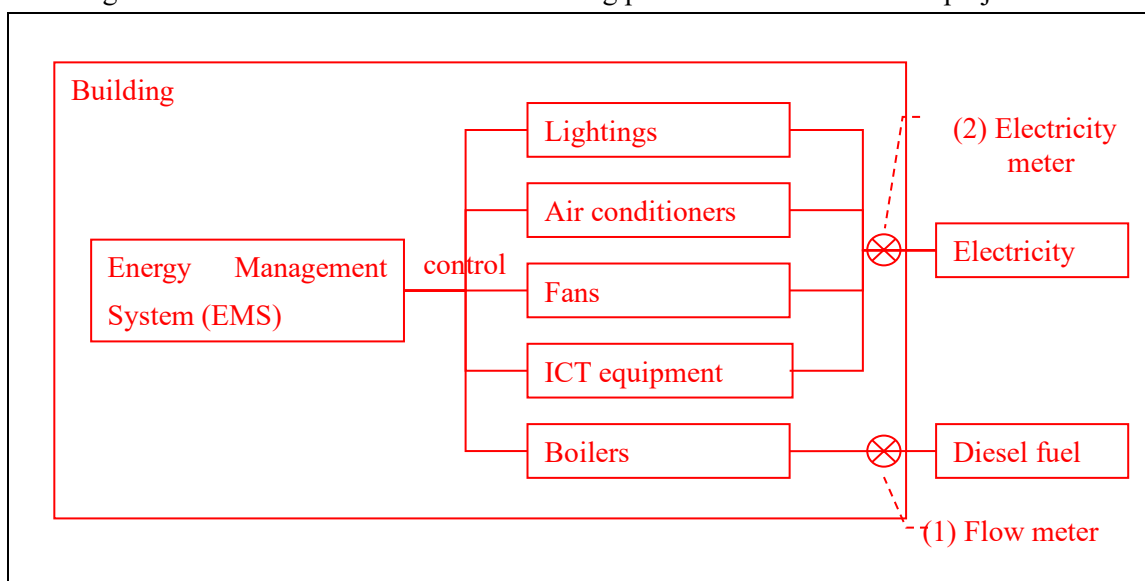 Building
Lightings
(2) Electricity
meter
Air conditioners
Energy Management
System (EMS)
control
Electricity
Fans
ICT equipment
Boilers
Diesel fuel
(1) Flow meter